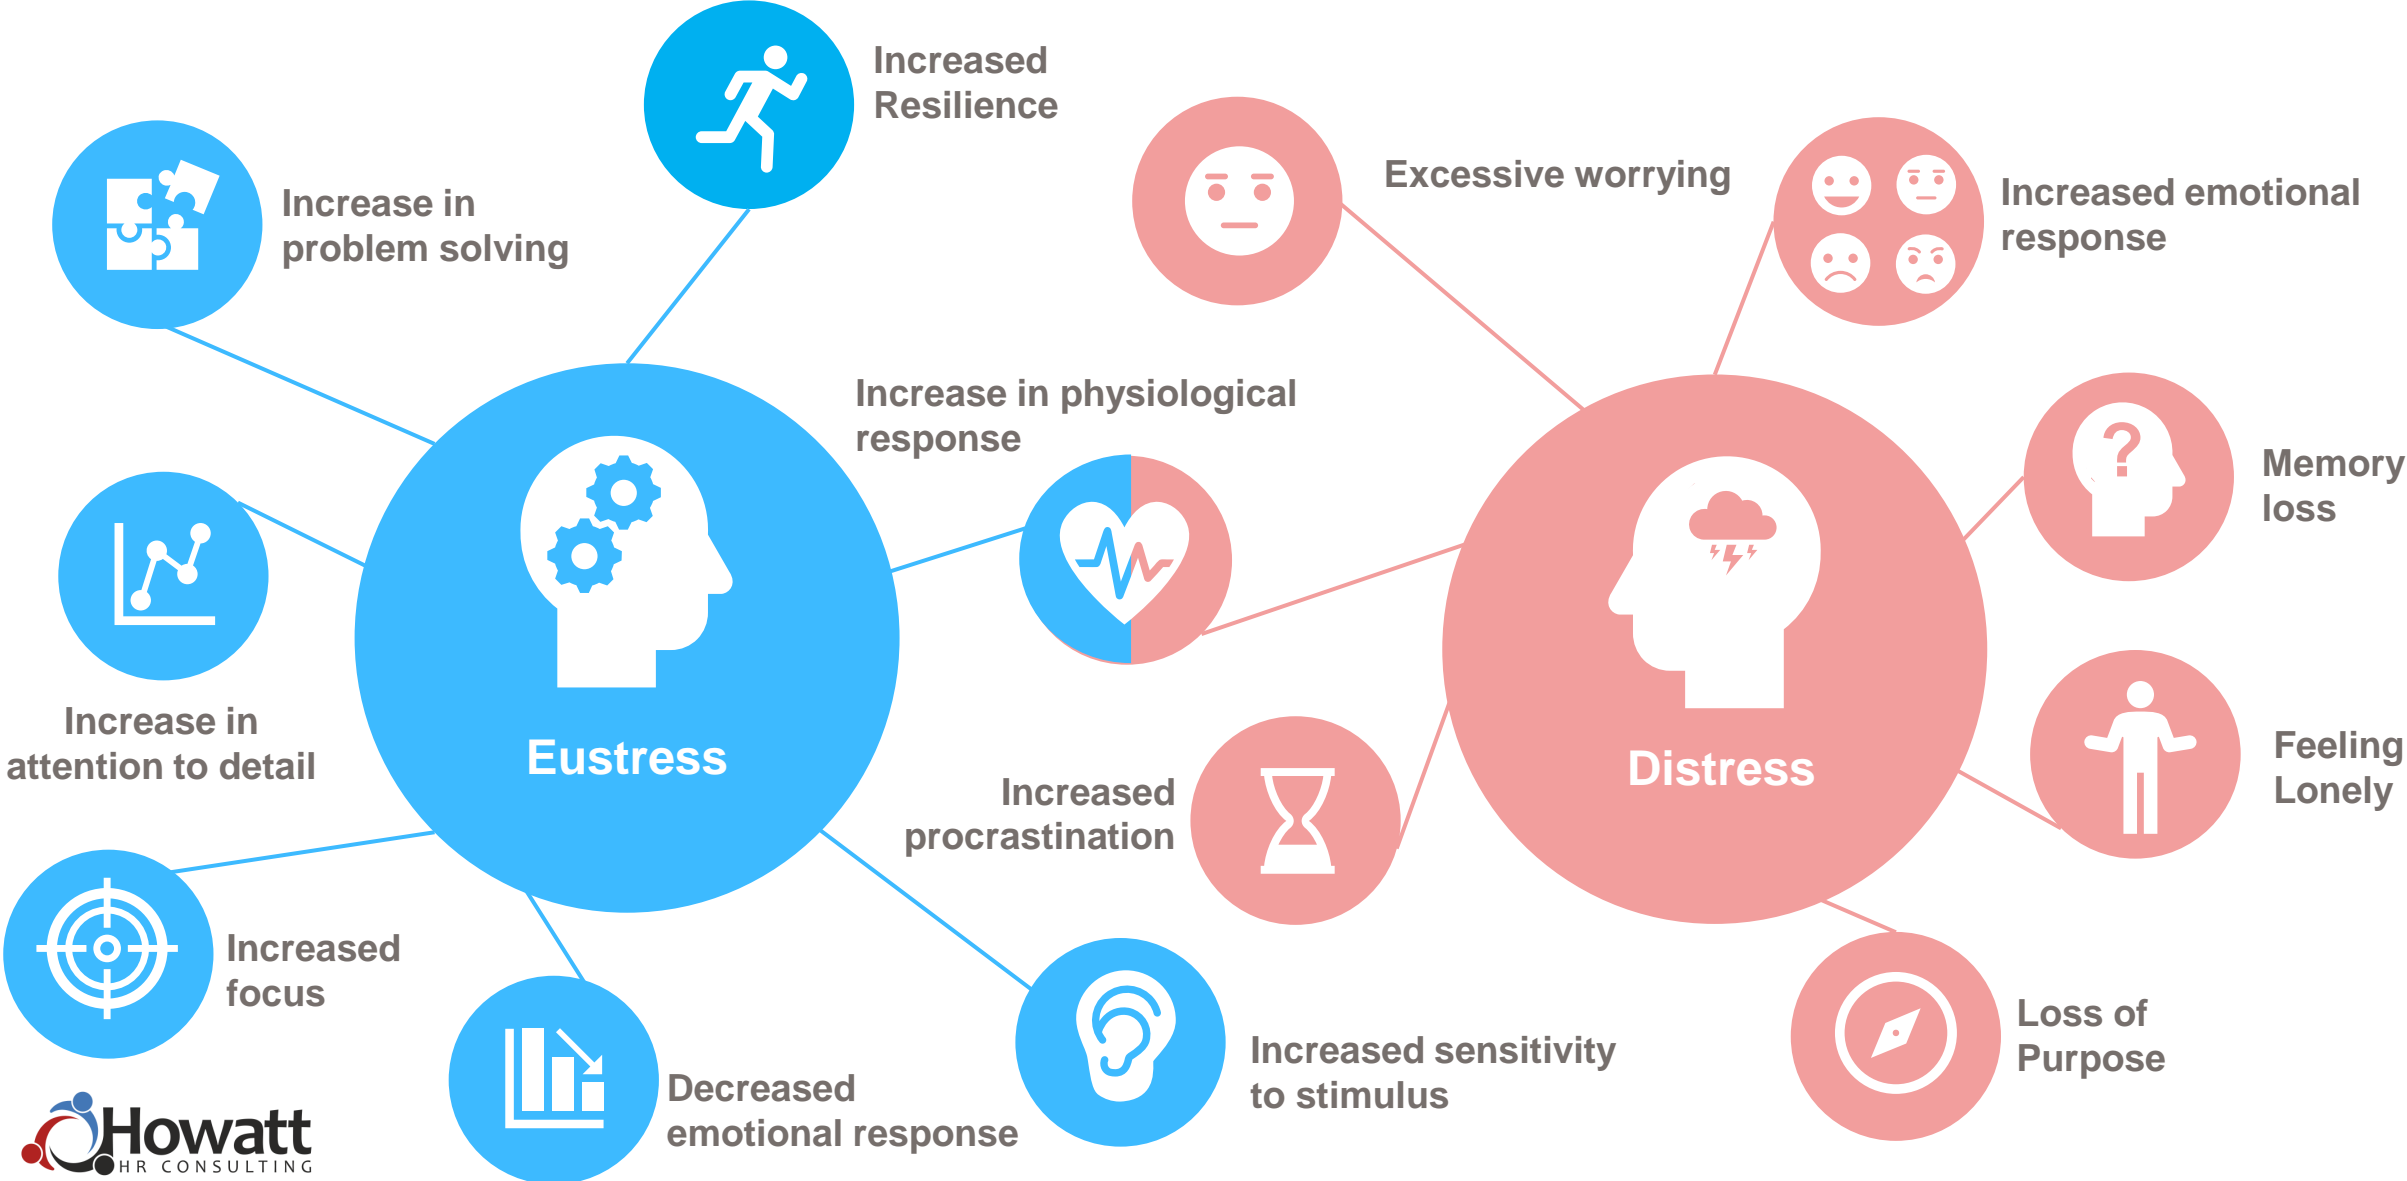 Increased
Resilience
Increase in
problem solving
Excessive worrying
Increased emotional
response
Increase in physiological
response
Memory
loss
Increase in
attention to detail
Eustress
Distress
Feeling
Lonely
Increased
procrastination
Increased
focus
Decreased
emotional response
Increased sensitivity
to stimulus
Loss of
Purpose
?
Howatt
HR CONSULTING